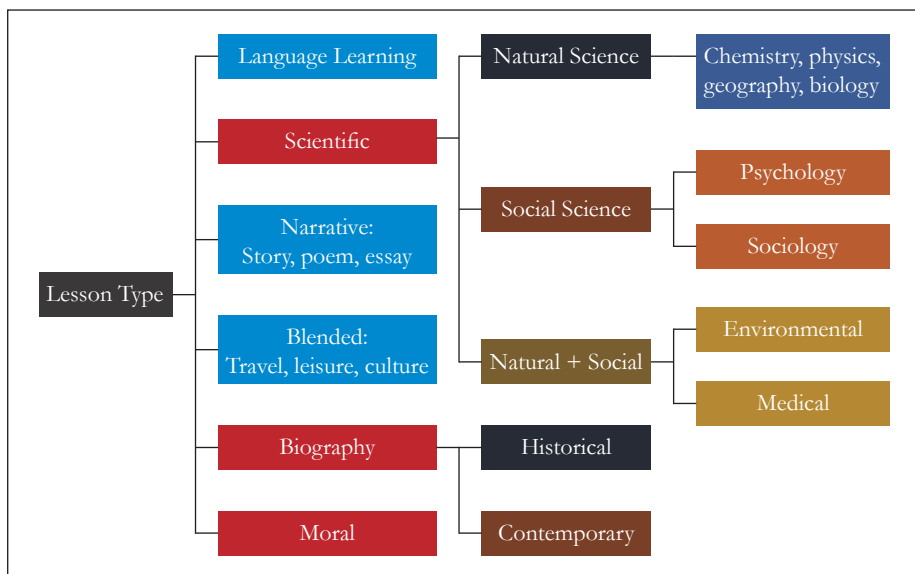 Lesson Type
Language Learning
Scientific
Narrative:
Story, poem, essay
Blended:
Travel, leisure, culture
Biography
Moral
Natural Science
Social Science
Natural + Social
Historical
Contemporary
Chemistry, physics,
geography, biology
Psychology
Sociology
Environmental
Medical